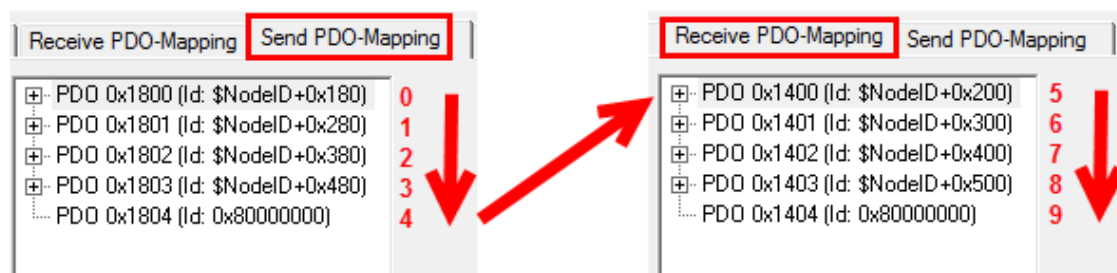 Receive PDO-Mapping Send PDO-Mapping
PDO 0x1800 (Id: $NodeID+0x180) 0
PDO 0x1801 (Id: $NodeID+0x280) 1
PDO 0x1802 (Id: $NodeID+0x380) 2
PDO 0x1803 (Id: $NodeID+0x480) 3
PDO 0x1804 (Id: 0x80000000) 4
Receive PDO-Mapping Send PDO-Mapping
PDO 0x1400 (Id: $NodeID+0x200) 5
PDO 0x1401 (Id: $NodeID+0x300) 6
PDO 0x1402 (Id: $NodeID+0x400) 7
PDO 0x1403 (Id: $NodeID+0x500) 8
PDO 0x1404 (Id: 0x80000000) 9